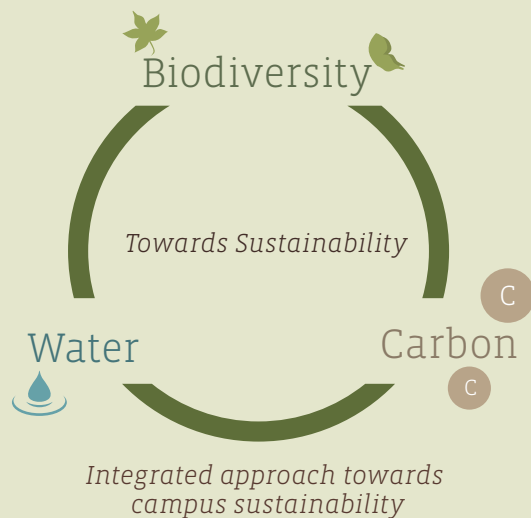 Biodiversity
Towards Sustainability
C
Water
Carbon
C
Integrated approach towards
campus sustainability